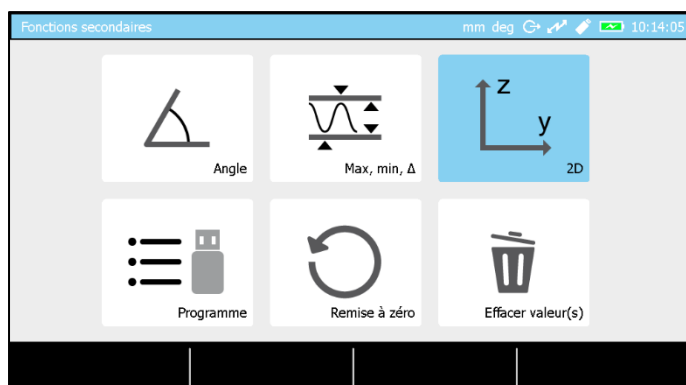 Fonctions secondaires mm deg 10:14:05
Angle Max, min, Δ z y 2D
Programme Remise à zéro Effacer valeur(s)